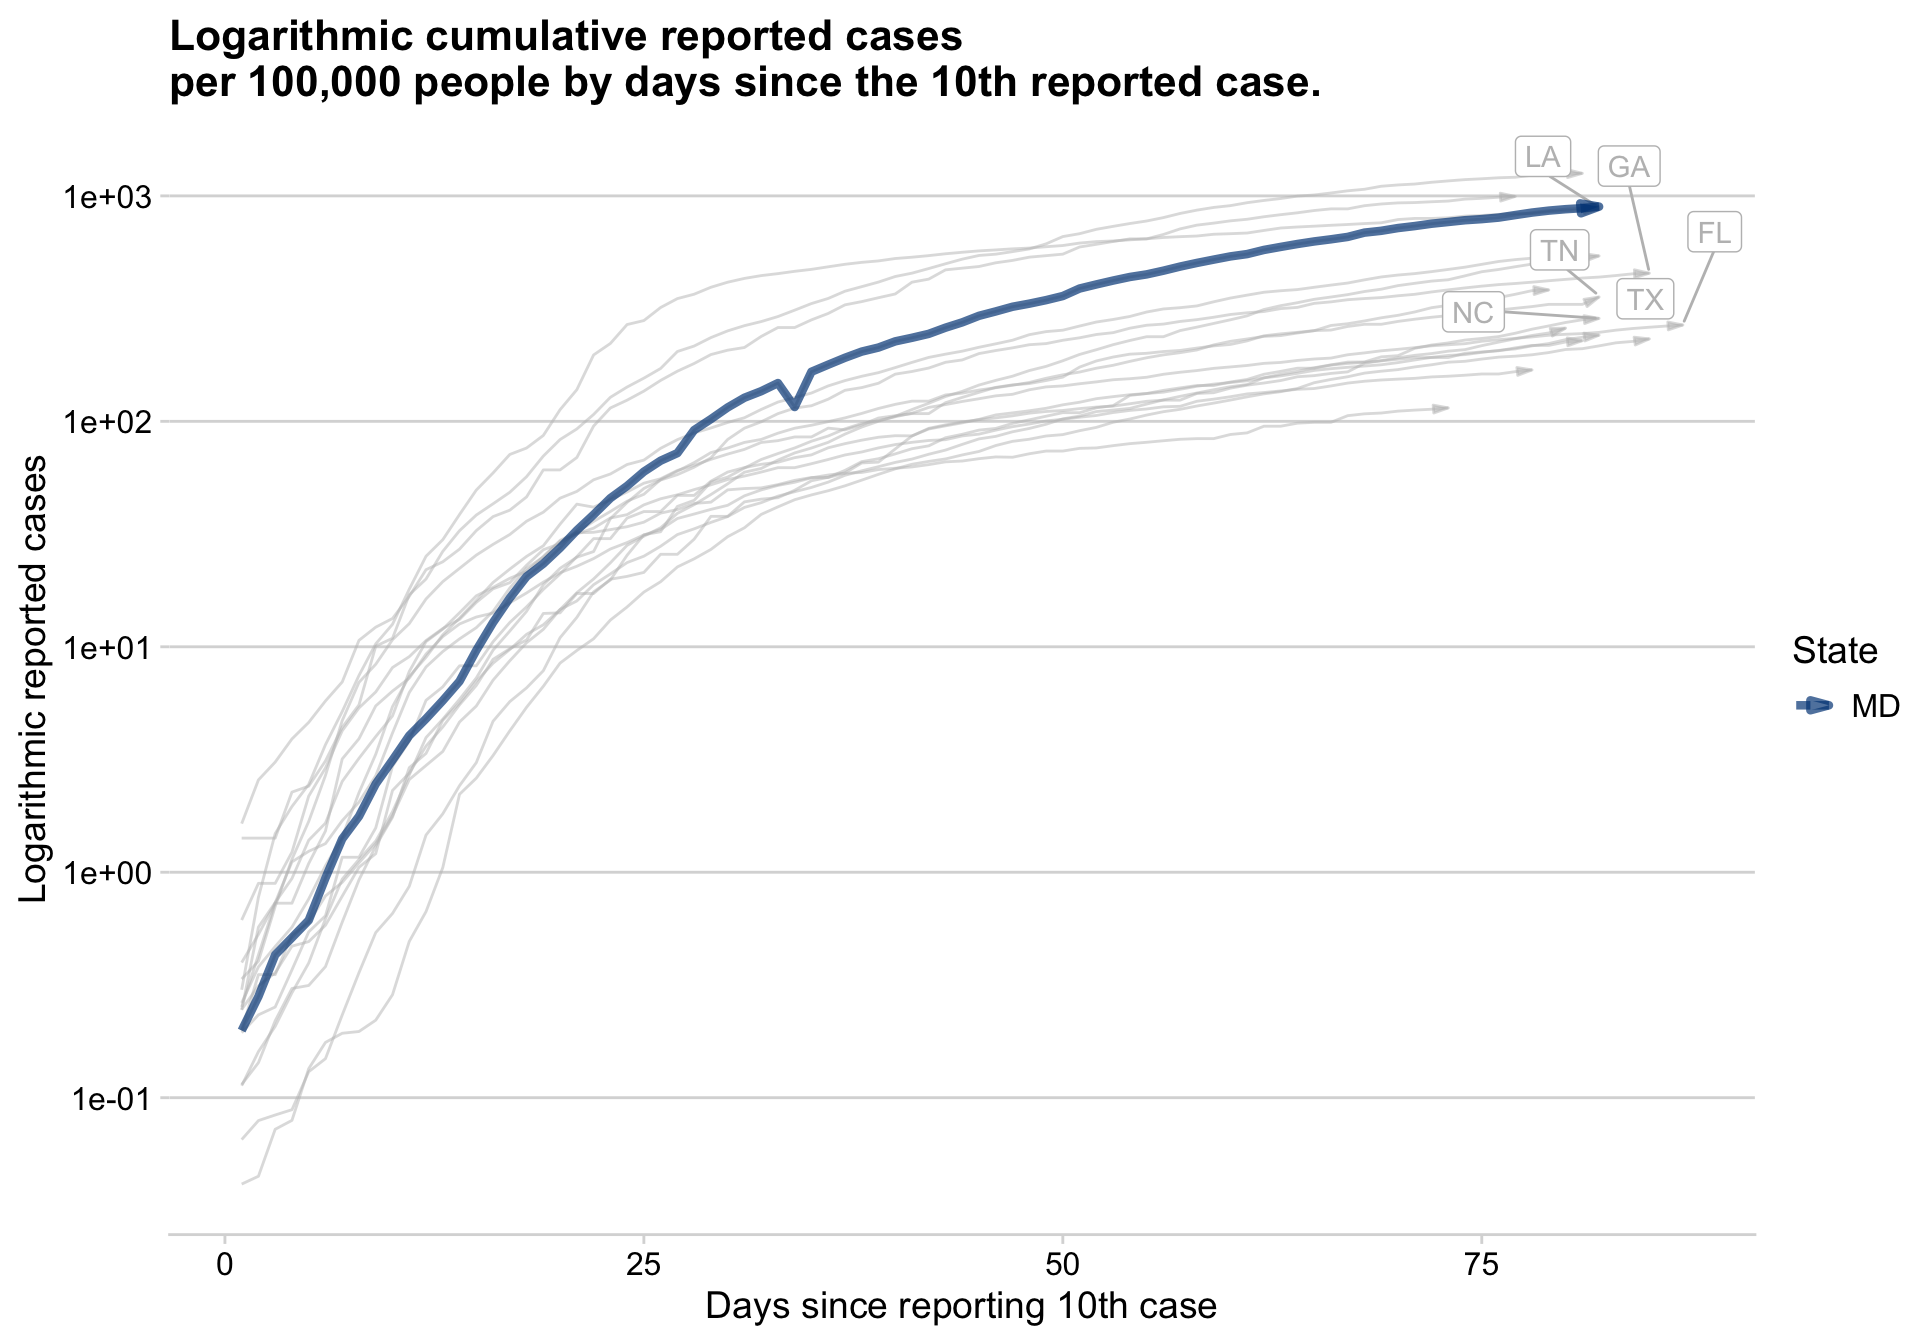 Logarithmic cumulative reported cases
per 100,000 people by days since the 10th reported case.
LA
GA
1e+03
FL
TN
TX
NC
1e+02
Logarithmic reported cases
1e+01
State
MD
1e+00
1e-01
0
25
50
75
Days since reporting 10th case